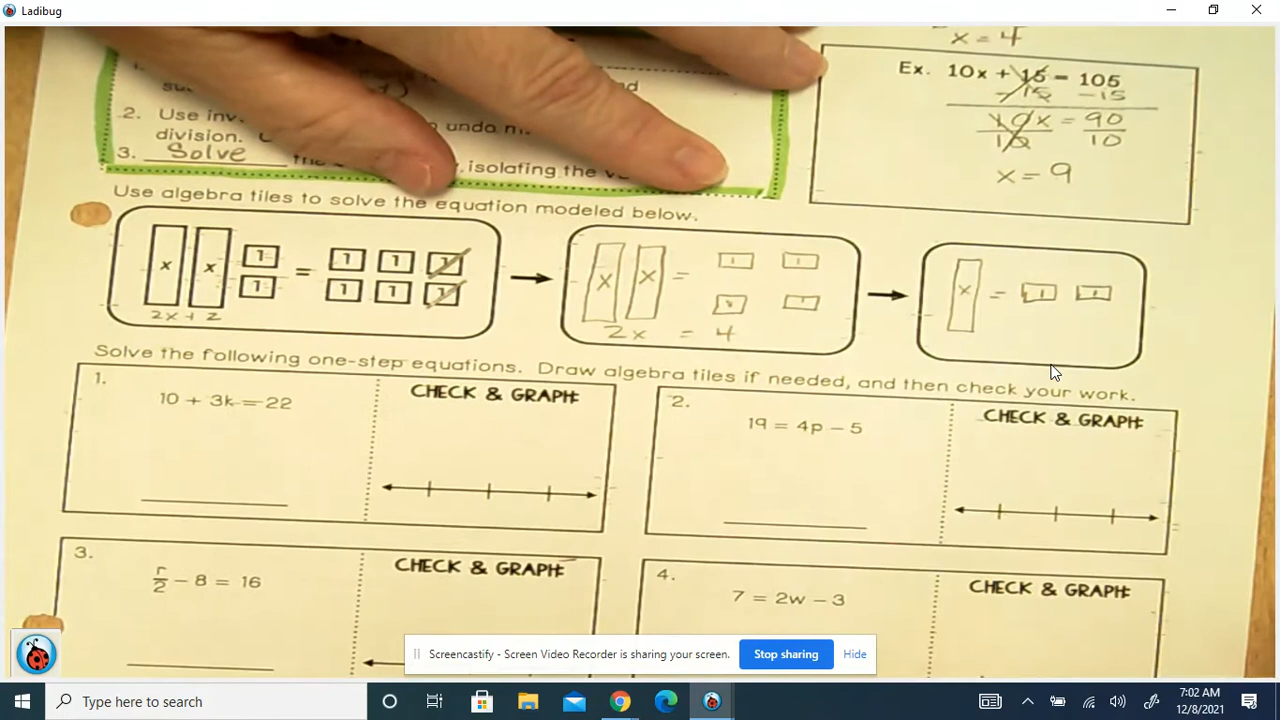 Ladibug
x = 4
Ex. 10x + 15 = 105
- 15 - 15
10x = 90
10 10
x = 9
2. Use
division.
undo
3. Solve
, isolating the
Use algebra tiles to solve the equation modeled below.
x x 1 = 1 1 1
1 1 1 1
2x + 2
x x = 1 1
1 1
2x = 4
x = 1 1
Solve the following one-step equations. Draw algebra tiles if needed, and then check your work.
1. 10 + 3k = 22
CHECK & GRAPH:
2. 19 = 4p - 5
CHECK & GRAPH:
3. r/2 - 8 = 16
CHECK & GRAPH:
4. 7 = 2w - 3
CHECK & GRAPH:
Screencastify - Screen Video Recorder is sharing your screen. Stop sharing Hide
Type here to search
7:02 AM
12/8/2021